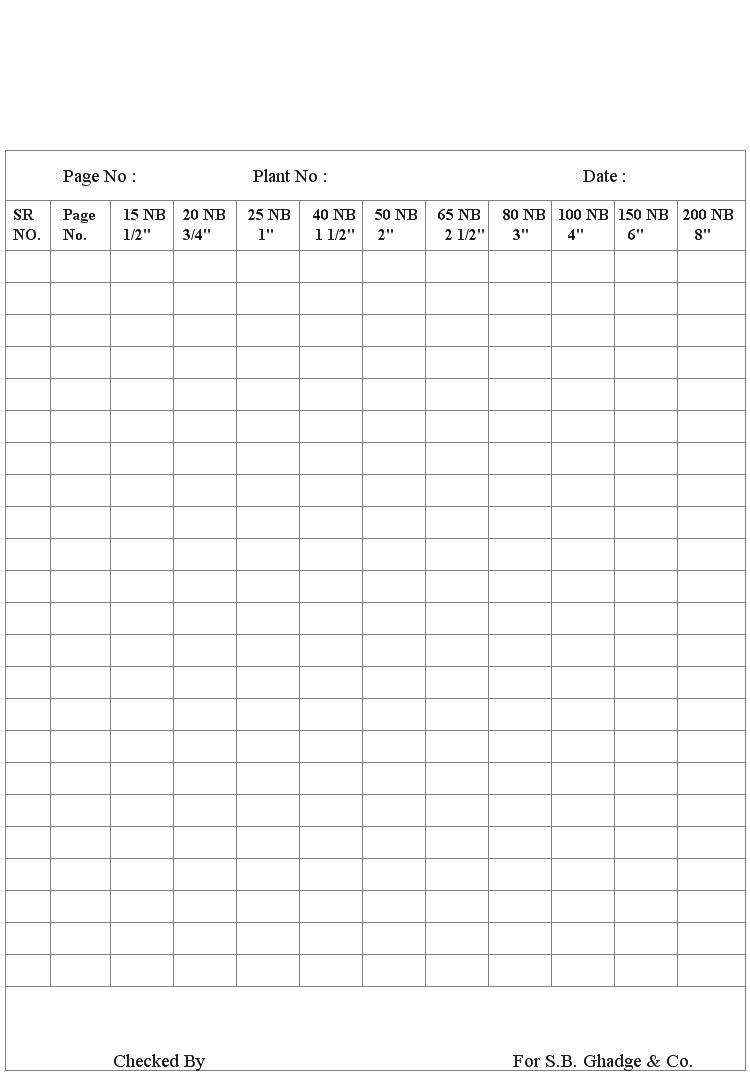 Page No : Plant No : Date :
SR Page 15 NB 20 NB 25 NB 40 NB 50 NB 65 NB 80 NB 100 NB 150 NB 200 NB
NO. No. 1/2" 3/4" 1" 1 1/2" 2" 2 1/2" 3" 4" 6" 8"
Checked By For S.B. Ghadge & Co.